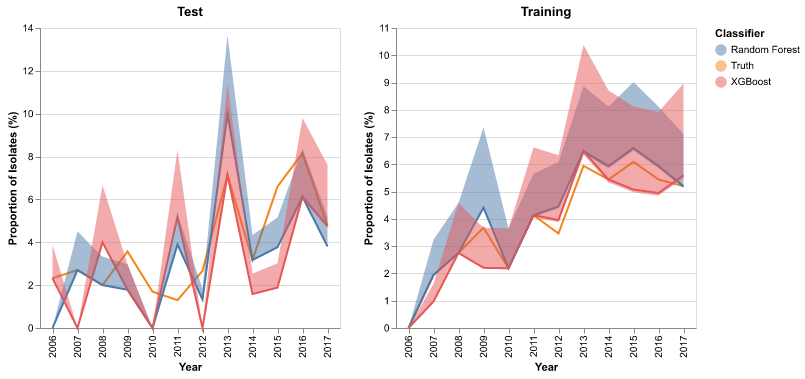 Test
Training
Classifier
Random Forest
Truth
XGBoost
Proportion of Isolates (%)
14
12
10
8
6
4
2
0
2006 2007 2008 2009 2010 2011 2012 2013 2014 2015 2016 2017
Year
Proportion of Isolates (%)
11
10
9
8
7
6
5
4
3
2
1
0
2006 2007 2008 2009 2010 2011 2012 2013 2014 2015 2016 2017
Year